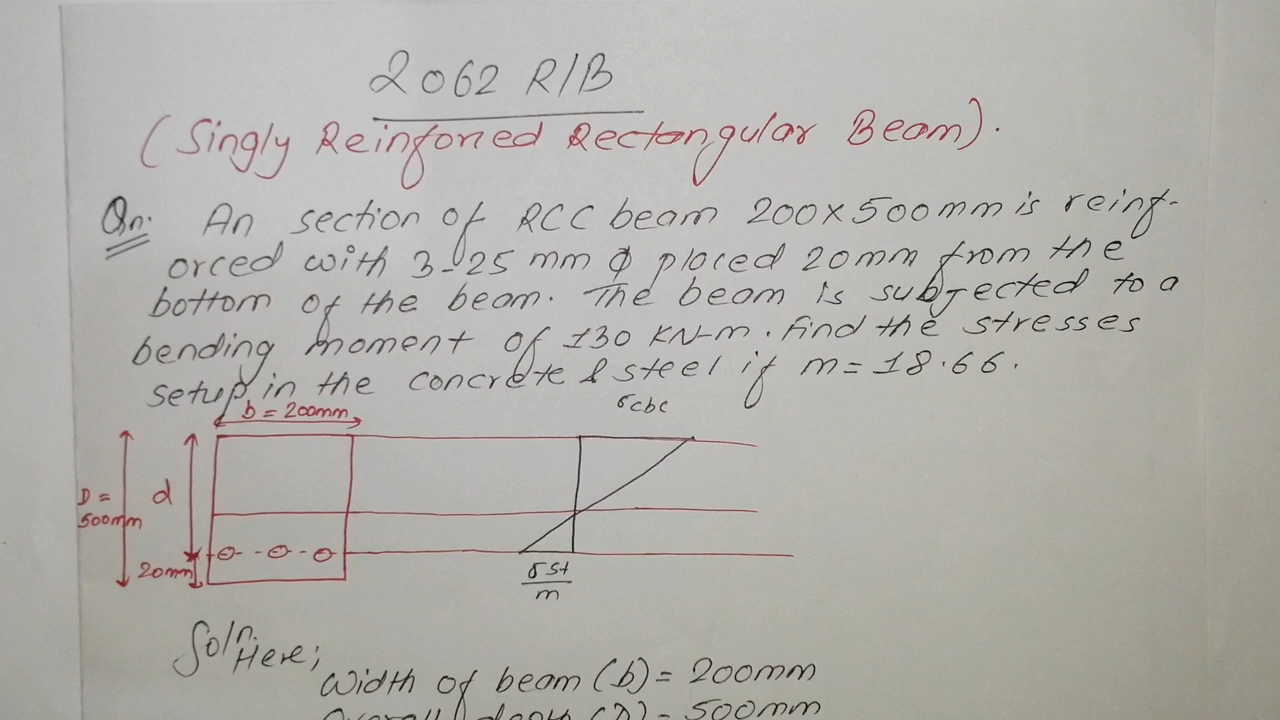 2062 R/B
(Singly Reinforced Rectangular Beam).
Qn. An section of RCC beam 200x500mm is reinf-
orced with 3-25 mm ϕ placed 20mm from the
bottom of the beam. The beam is subjected to a
bending moment of 130 KN-m. Find the stresses
setup in the concrete & steel if m=18.66.
σcbc
b = 200mm
D =
500mm
d
20mm
σst
m
Soln.
Here;
Width of beam (b) = 200mm
Overall depth (D) = 500mm